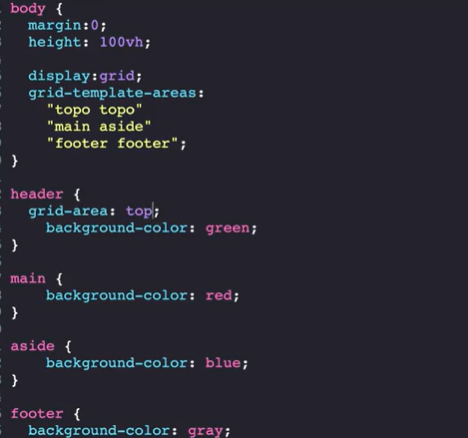 body {
margin:0;
height: 100vh;
display:grid;
grid-template-areas:
"topo topo"
"main aside"
"footer footer";
}
header {
grid-area: top;
background-color: green;
}
main {
background-color: red;
}
aside {
background-color: blue;
}
footer {
background-color: gray;